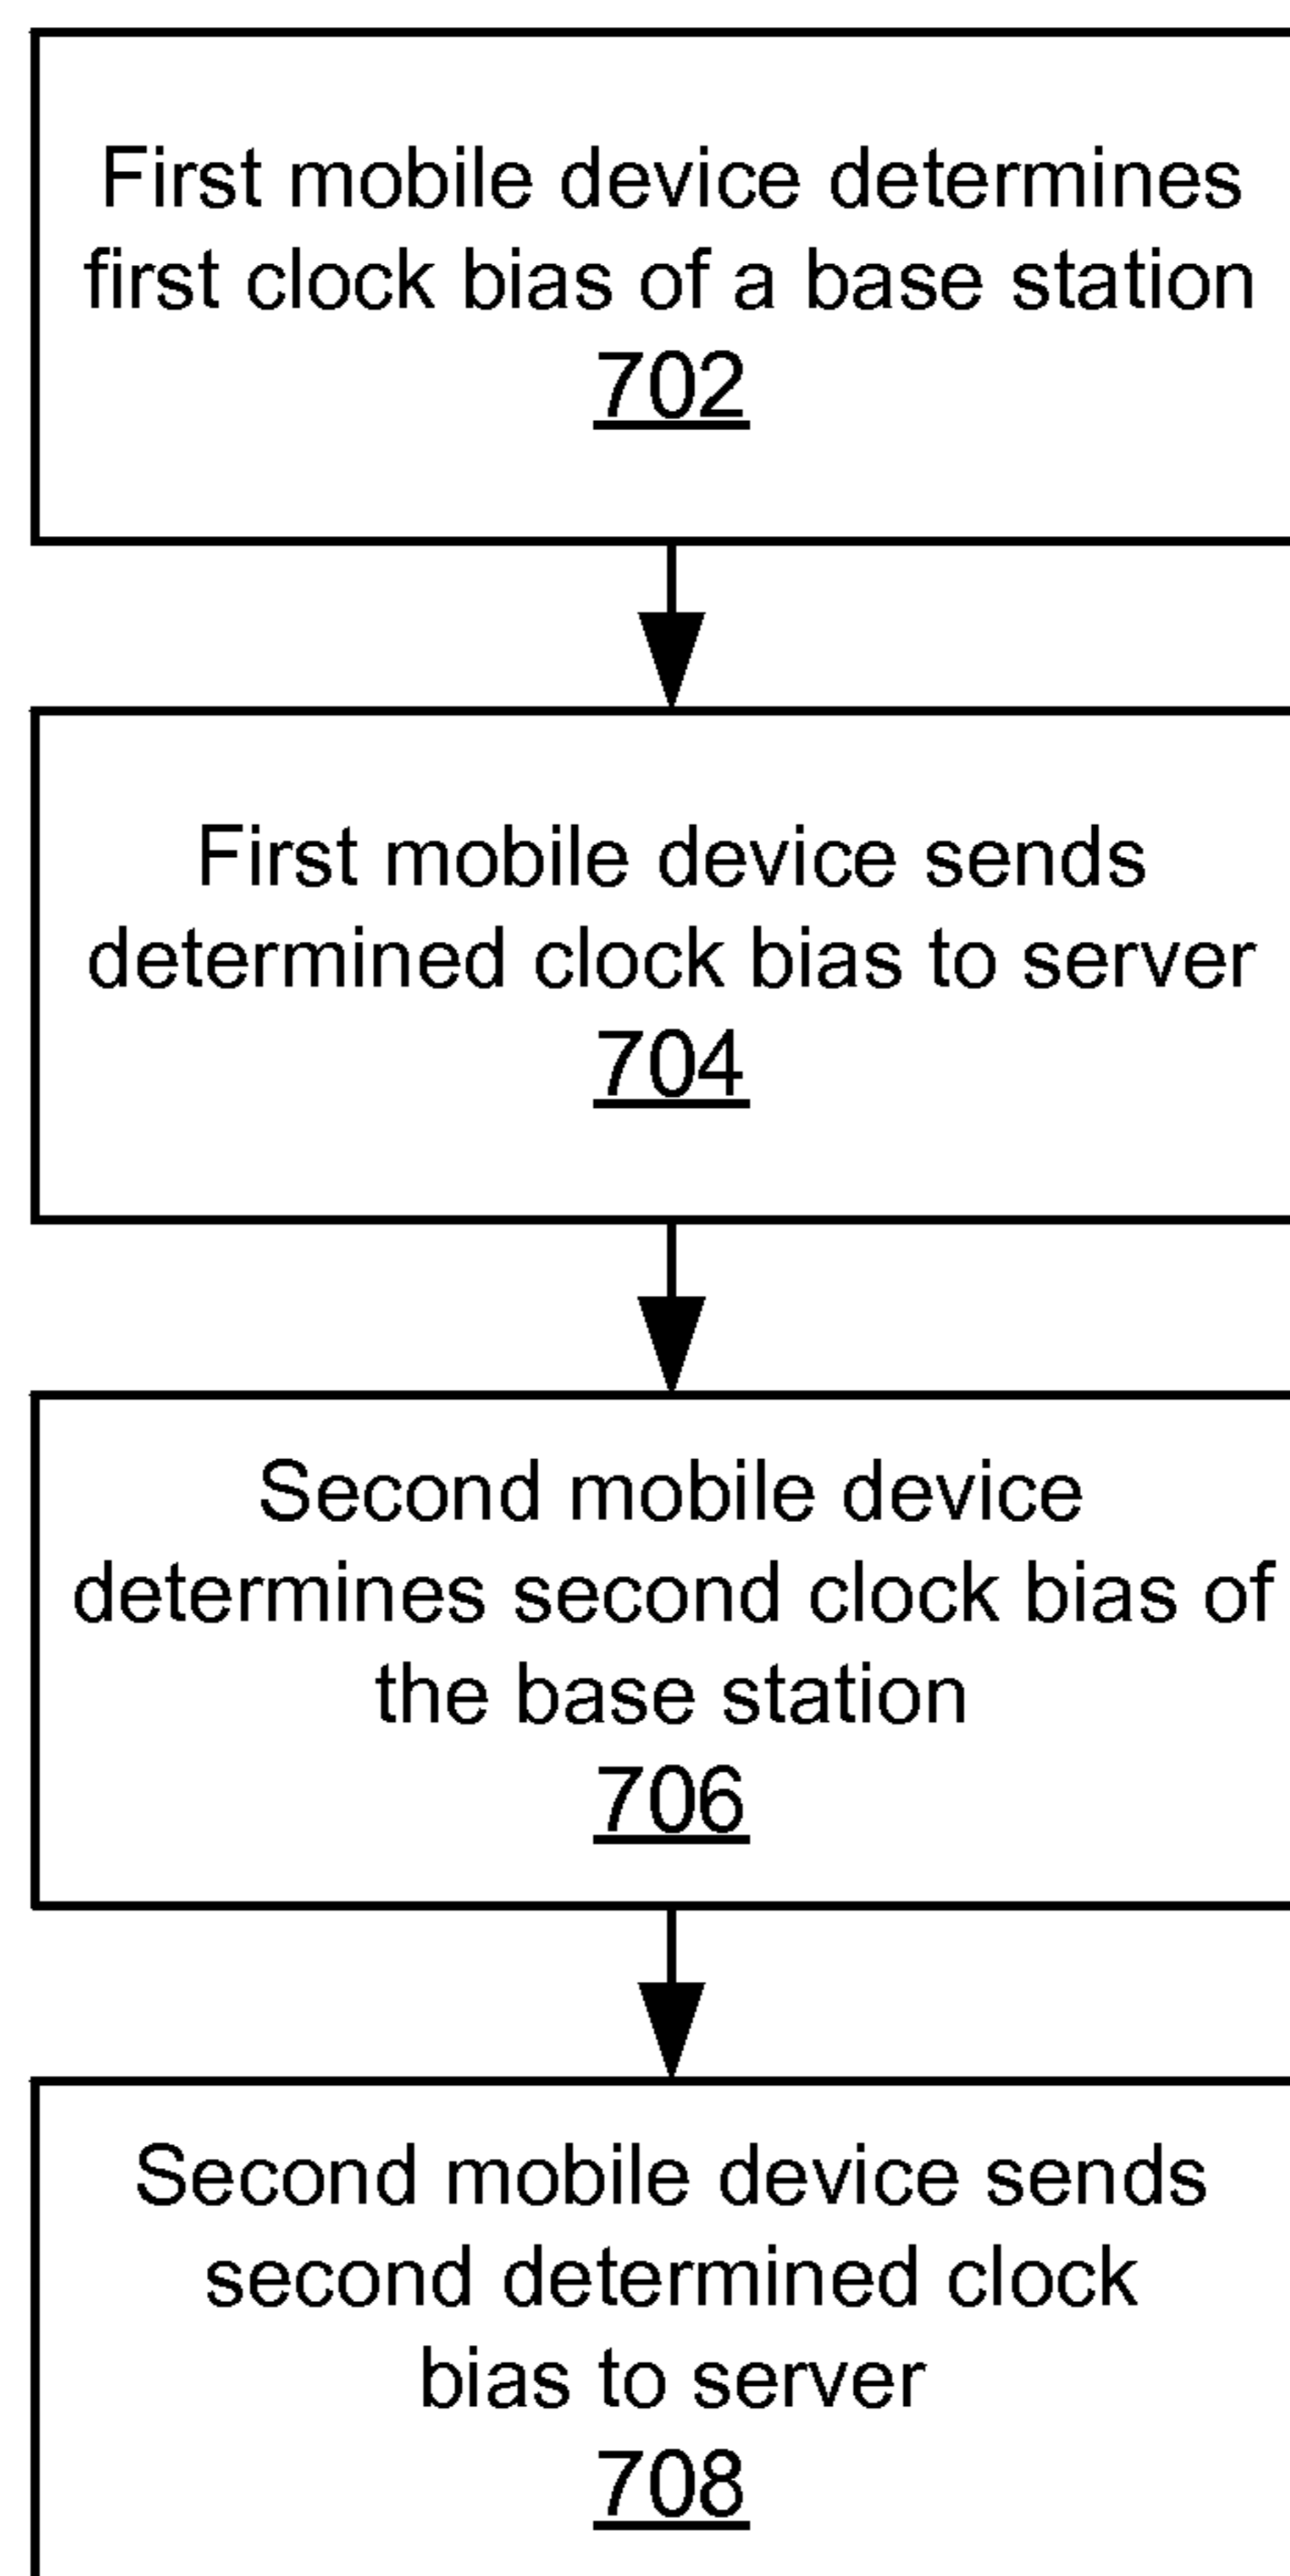 First mobile device determines
first clock bias of a base station
702
First mobile device sends
determined clock bias to server
704
Second mobile device
determines second clock bias of
the base station
706
Second mobile device sends
second determined clock
bias to server
708